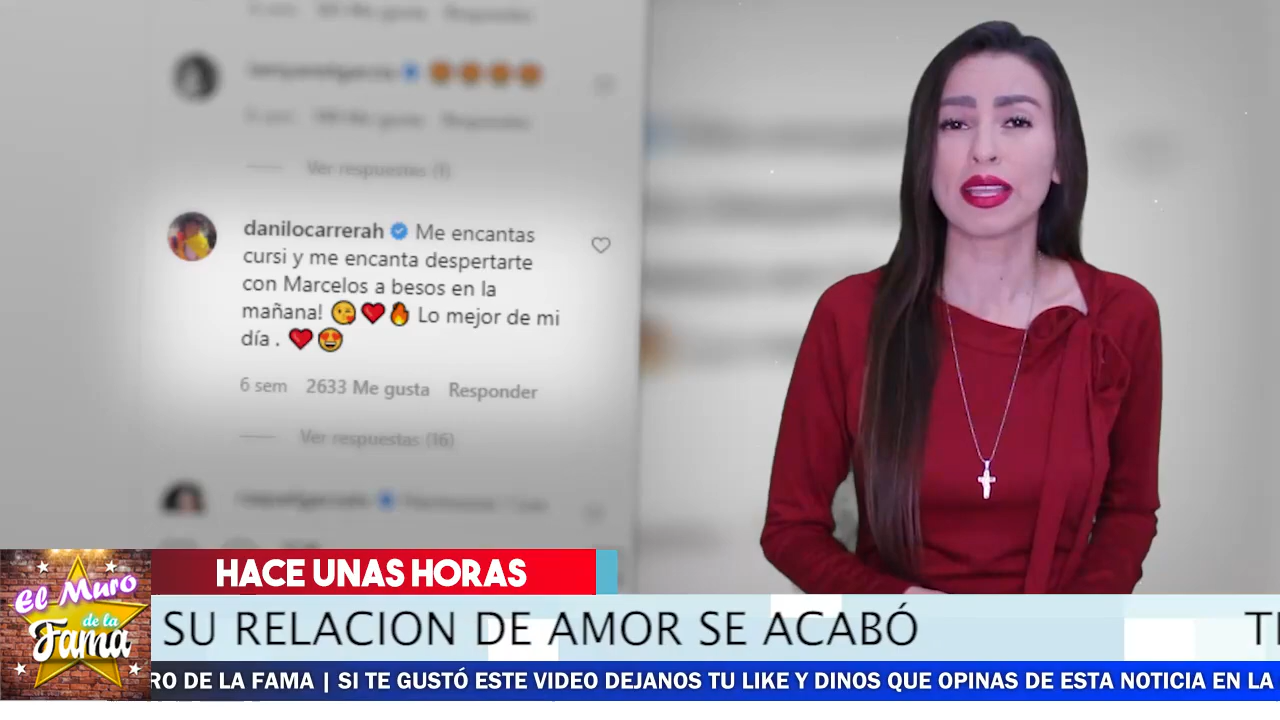 Ver respuestas (1)
danilocarrerah Me encantas
cursi y me encanta despertarte
con Marcelos a besos en la
mañana! 😘❤️🔥 Lo mejor de mi
día . ❤️😍
6 sem 2633 Me gusta Responder
Ver respuestas (16)
HACE UNAS HORAS
El Muro
de la
Fama
SU RELACION DE AMOR SE ACABÓ
RO DE LA FAMA | SI TE GUSTÓ ESTE VIDEO DEJANOS TU LIKE Y DINOS QUE OPINAS DE ESTA NOTICIA EN LA